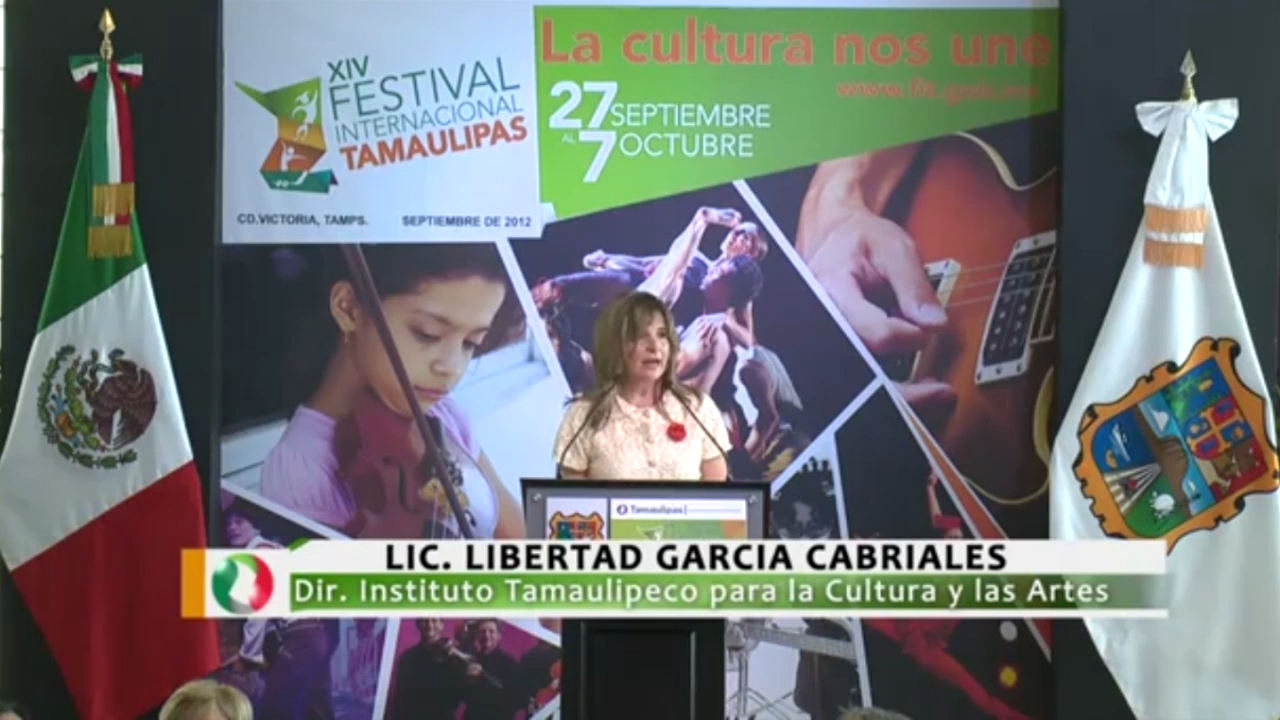 XIV
FESTIVAL
INTERNACIONAL
TAMAULIPAS
CD.VICTORIA, TAMPS. SEPTIEMBRE DE 2012
La cultura nos une
27 SEPTIEMBRE
AL
7 OCTUBRE
Tamaulipas
LIC. LIBERTAD GARCIA CABRIALES
Dir. Instituto Tamaulipeco para la Cultura y las Artes